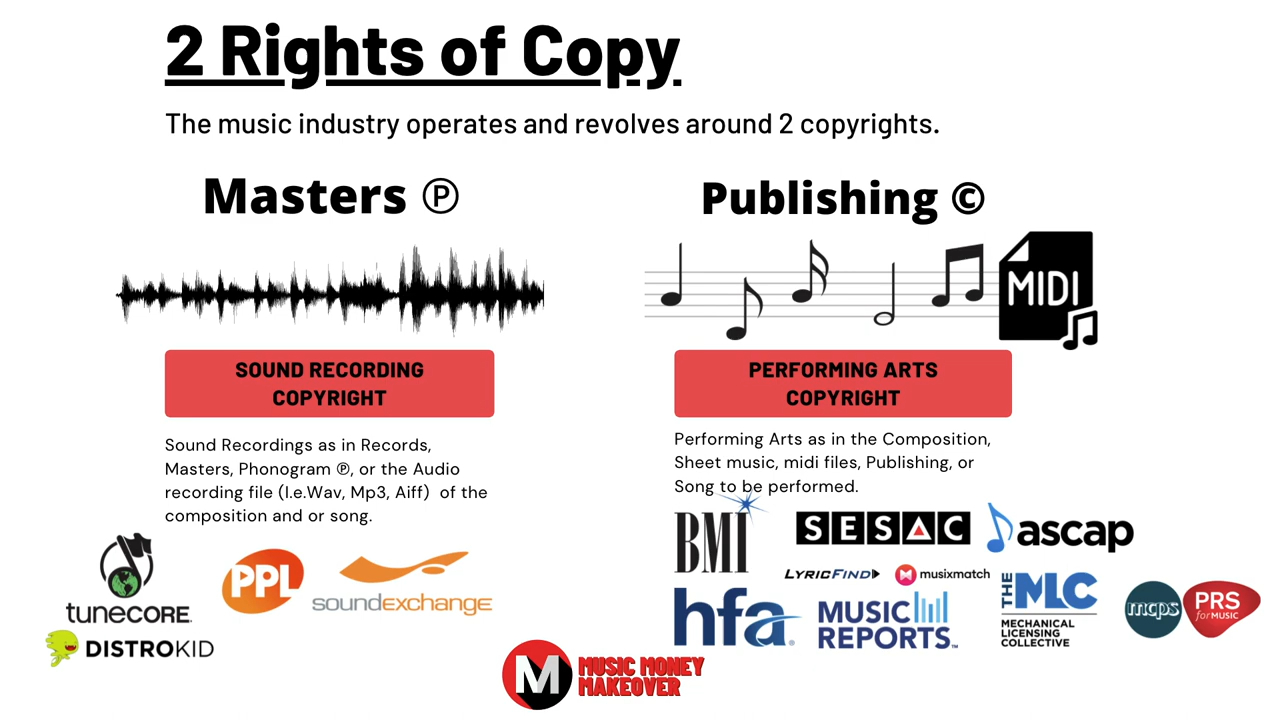 2 Rights of Copy
The music industry operates and revolves around 2 copyrights.
Masters ℗
SOUND RECORDING
COPYRIGHT
Sound Recordings as in Records,
Masters, Phonogram ℗, or the Audio
recording file (I.e.Wav, Mp3, Aiff)  of the
composition and or song.
tunecore.
DISTROKID
PPL
soundexchange
Publishing ©
MIDI
PERFORMING ARTS
COPYRIGHT
Performing Arts as in the Composition,
Sheet music, midi files, Publishing, or
Song to be performed.
BMI
SESAC
ascap
LYRICFIND
musixmatch
hfa®
MUSIC
REPORTS™
THE MLC
MECHANICAL
LICENSING
COLLECTIVE
mcps
PRS
for MUSIC
M
MUSIC MONEY
MAKEOVER